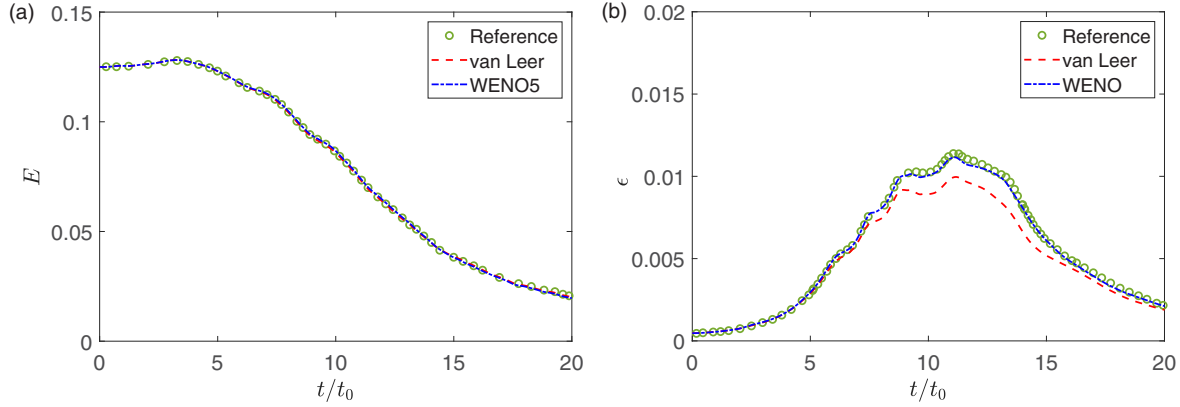 (a)
0.15
0.1
0.05
0
E
0 5 10 15 20
t/t₀
Reference
van Leer
WENO5
(b)
0.02
0.015
0.01
0.005
0
ϵ
0 5 10 15 20
t/t₀
Reference
van Leer
WENO